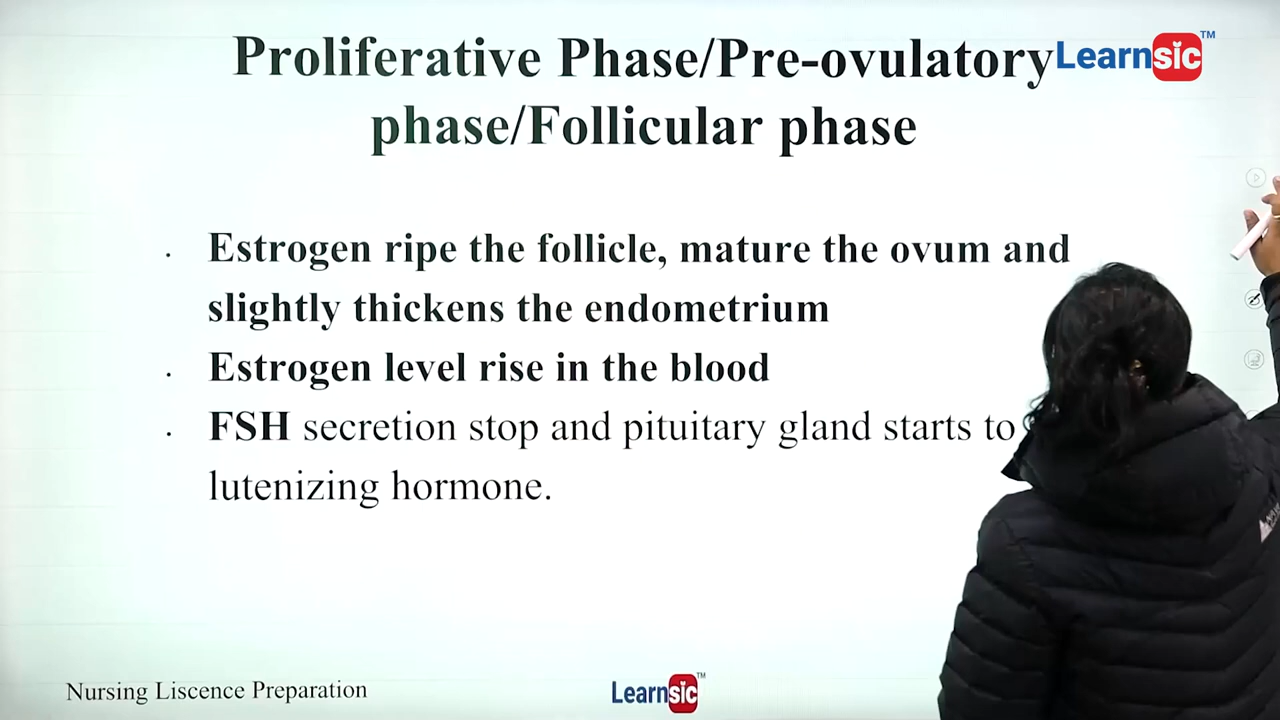 Proliferative Phase/Pre-ovulatory
phase/Follicular phase
Learnsic™
Estrogen ripe the follicle, mature the ovum and
slightly thickens the endometrium
Estrogen level rise in the blood
FSH secretion stop and pituitary gland starts to
lutenizing hormone.
Nursing Liscence Preparation
Learnsic™